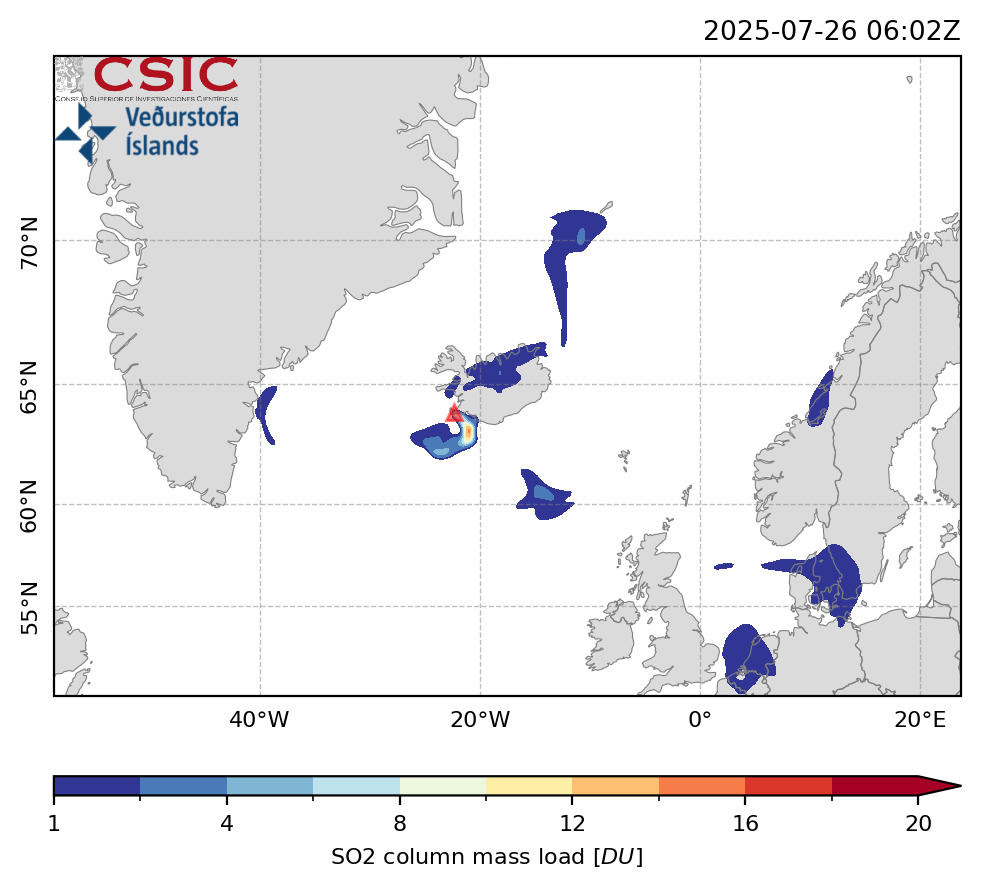 2025-07-26 06:02Z
CSIC
CONSEJO SUPERIOR DE INVESTIGACIONES CIENTÍFICAS
Veðurstofa
Íslands
70°N
65°N
60°N
55°N
40°W 20°W 0° 20°E
1 4 8 12 16 20
SO2 column mass load [DU]